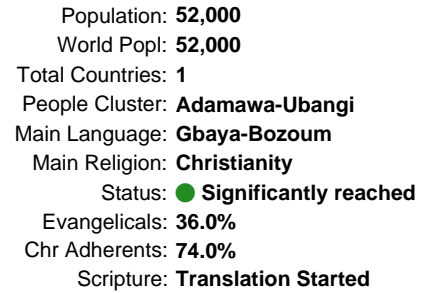 Population: 52,000
World Popl: 52,000
Total Countries: 1
People Cluster: Adamawa-Ubangi
Main Language: Gbaya-Bozoum
Main Religion: Christianity
Status: Significantly reached
Evangelicals: 36.0%
Chr Adherents: 74.0%
Scripture: Translation Started